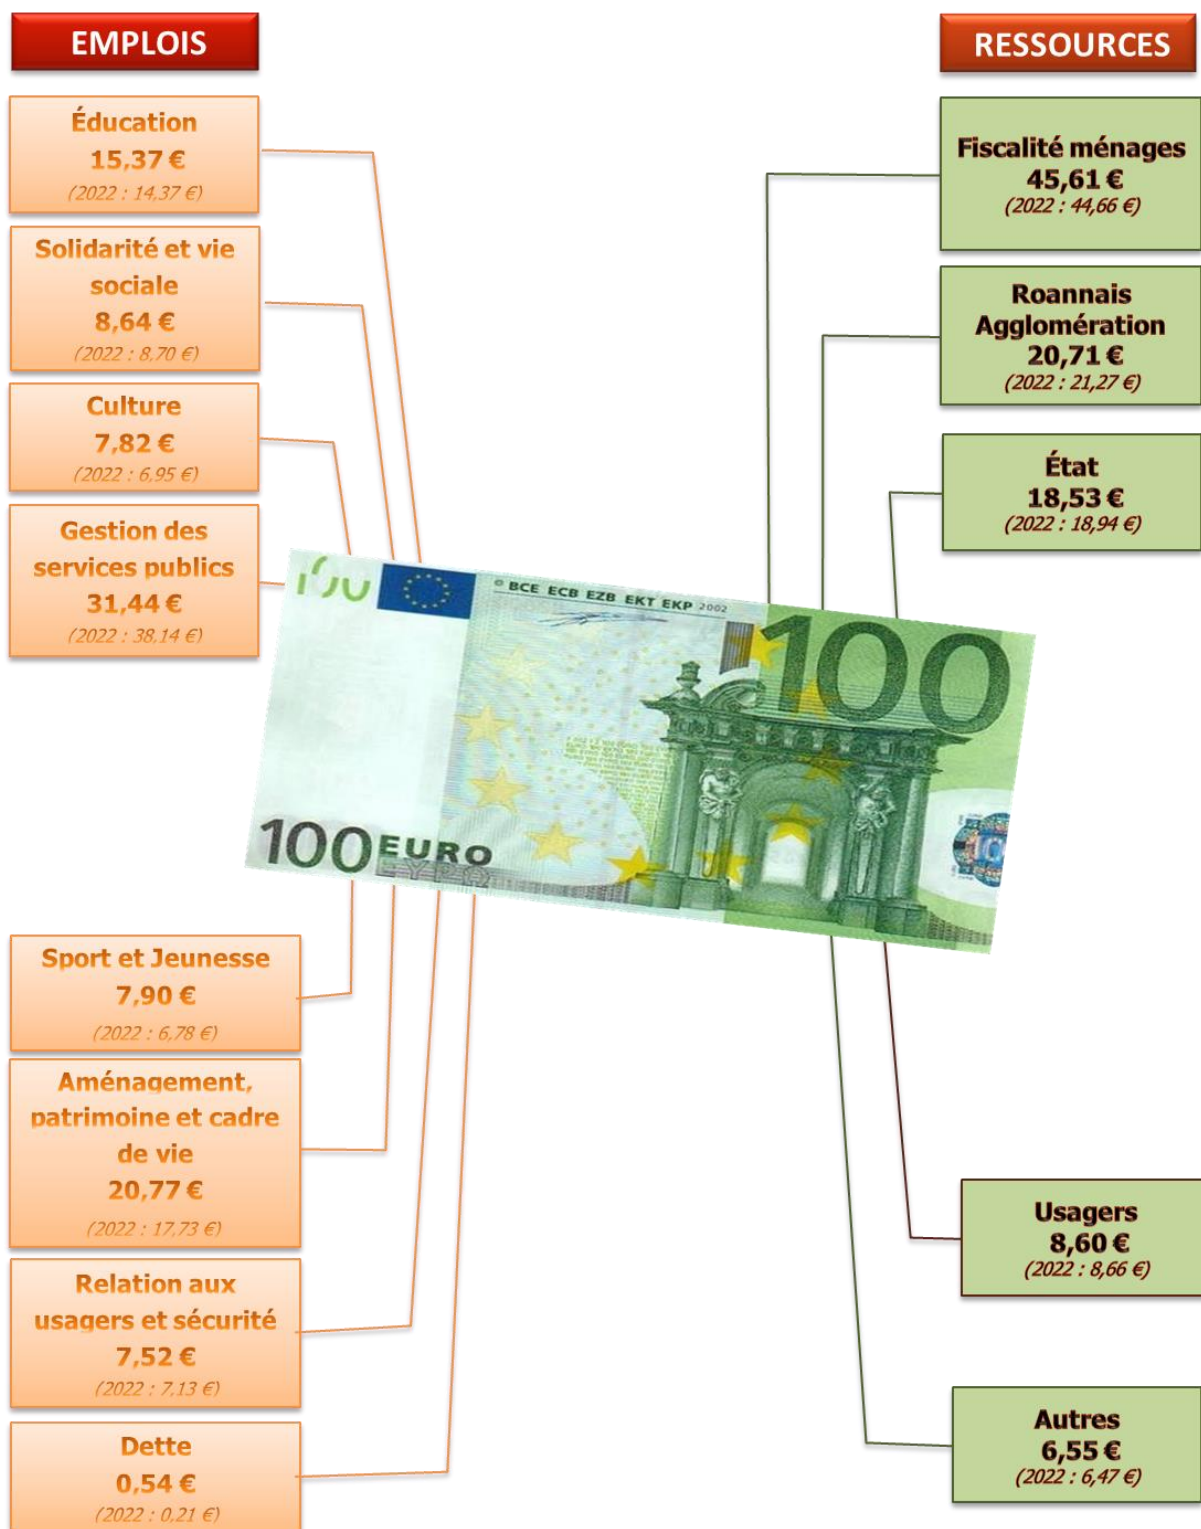 EMPLOIS
Éducation
15,37 €
(2022 : 14,37 €)
Solidarité et vie
sociale
8,64 €
(2022 : 8,70 €)
Culture
7,82 €
(2022 : 6,95 €)
Gestion des
services publics
31,44 €
(2022 : 38,14 €)
Sport et Jeunesse
7,90 €
(2022 : 6,78 €)
Aménagement,
patrimoine et cadre
de vie
20,77 €
(2022 : 17,73 €)
Relation aux
usagers et sécurité
7,52 €
(2022 : 7,13 €)
Dette
0,54 €
(2022 : 0,21 €)
© BCE ECB EZB EKT EKP 2002
100
100 EURO
ΕΥΡΩ
RESSOURCES
Fiscalité ménages
45,61 €
(2022 : 44,66 €)
Roannais
Agglomération
20,71 €
(2022 : 21,27 €)
État
18,53 €
(2022 : 18,94 €)
Usagers
8,60 €
(2022 : 8,66 €)
Autres
6,55 €
(2022 : 6,47 €)